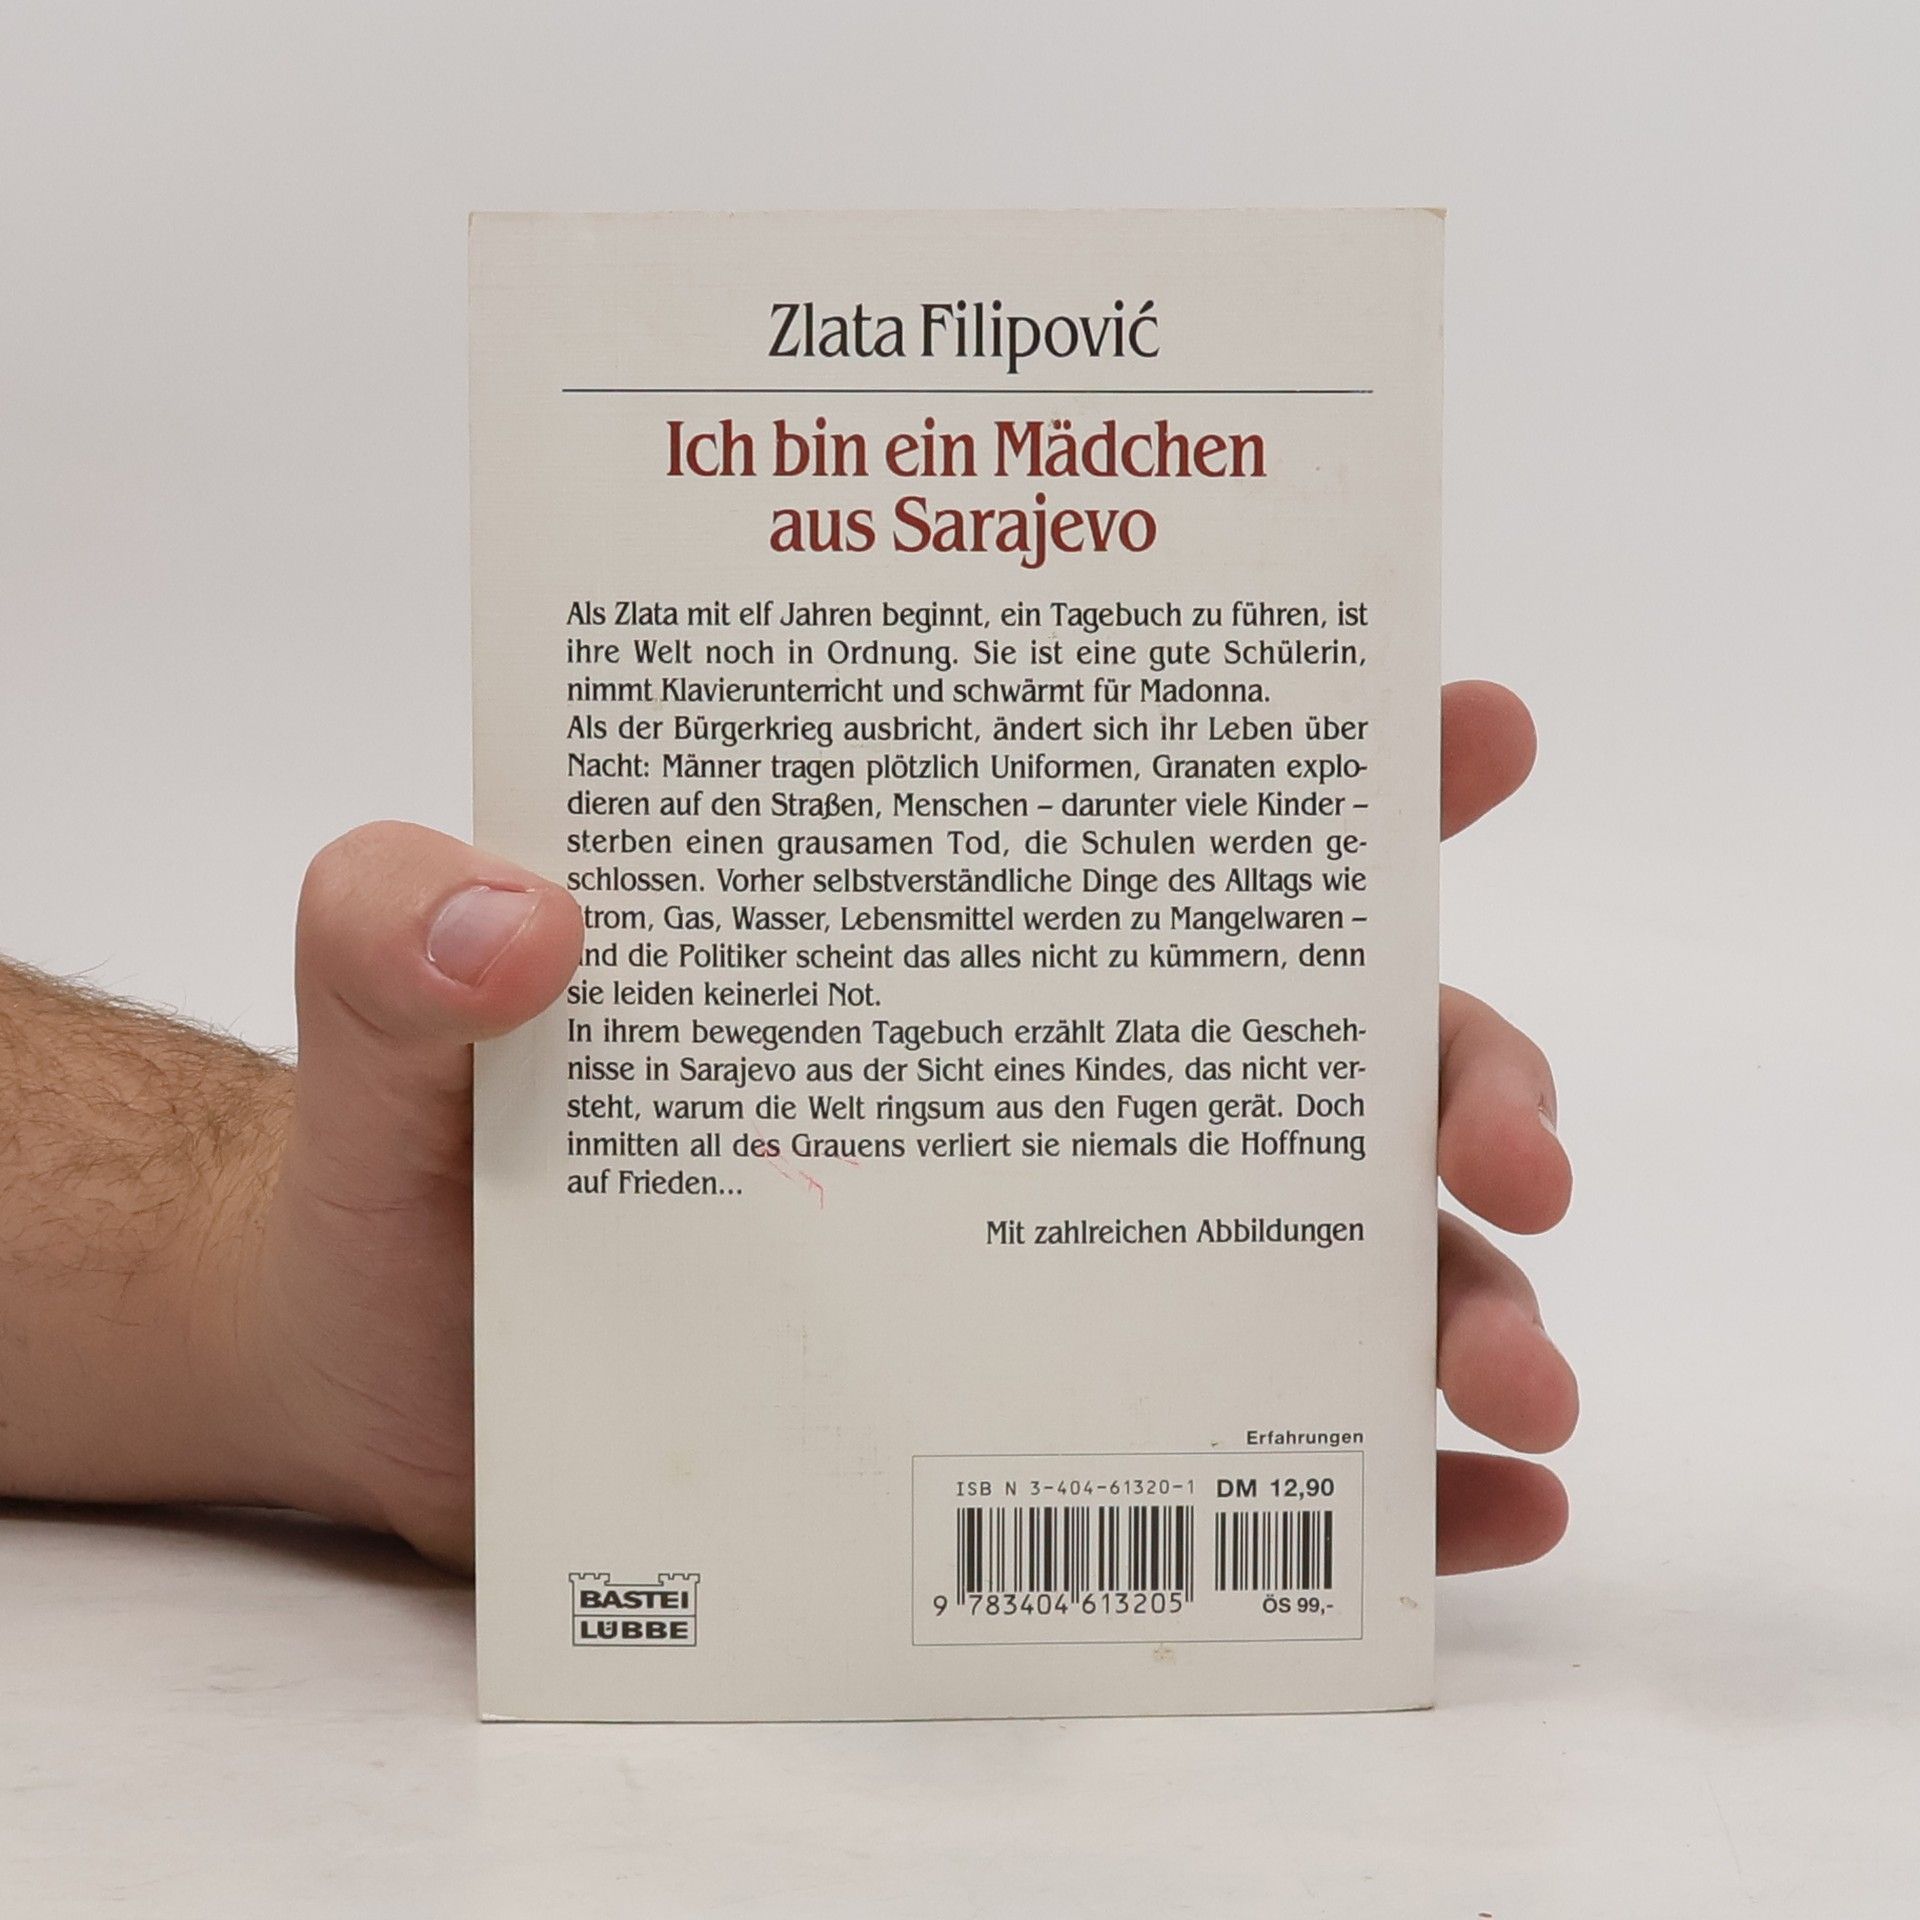 Zlata Filipović
Ich bin ein Mädchen
aus Sarajevo
Als Zlata mit elf Jahren beginnt, ein Tagebuch zu führen, ist
ihre Welt noch in Ordnung. Sie ist eine gute Schülerin,
nimmt Klavierunterricht und schwärmt für Madonna.
Als der Bürgerkrieg ausbricht, ändert sich ihr Leben über
Nacht: Männer tragen plötzlich Uniformen, Granaten explo-
dieren auf den Straßen, Menschen – darunter viele Kinder –
sterben einen grausamen Tod, die Schulen werden ge-
schlossen. Vorher selbstverständliche Dinge des Alltags wie
trom, Gas, Wasser, Lebensmittel werden zu Mangelwaren –
nd die Politiker scheint das alles nicht zu kümmern, denn
sie leiden keinerlei Not.
In ihrem bewegenden Tagebuch erzählt Zlata die Gescheh-
nisse in Sarajevo aus der Sicht eines Kindes, das nicht ver-
steht, warum die Welt ringsum aus den Fugen gerät. Doch
inmitten all des Grauens verliert sie niemals die Hoffnung
auf Frieden...
Mit zahlreichen Abbildungen
Erfahrungen
ISBN 3-404-61320-1 DM 12,90
9 783404 613205 ÖS 99,-
BASTEI
LÜBBE